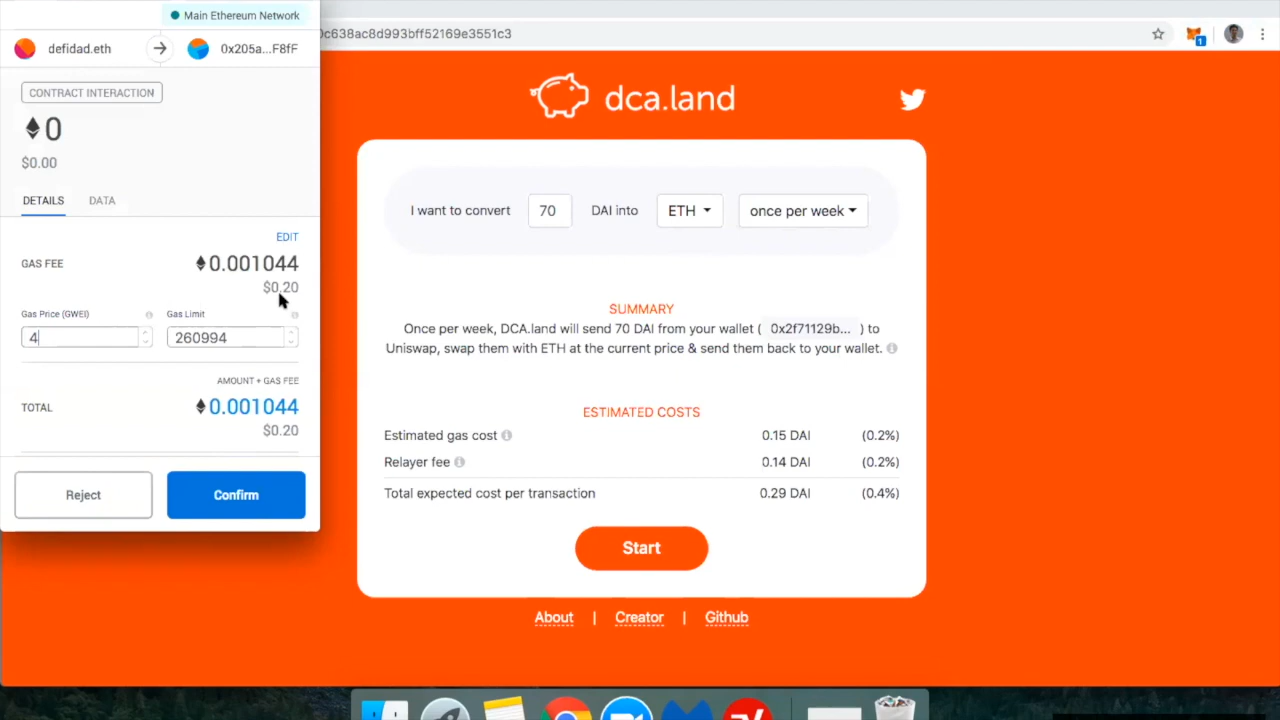 Main Ethereum Network
defidad.eth
0x205a...F8fF
CONTRACT INTERACTION
0
$0.00
DETAILS
DATA
EDIT
GAS FEE
0.001044
$0.20
Gas Price (GWEI)
Gas Limit
4
260994
AMOUNT + GAS FEE
TOTAL
0.001044
$0.20
Reject
Confirm
c638ac8d993bff52169e3551c3
1
dca.land
I want to convert 70 DAI into ETH once per week
SUMMARY
Once per week, DCA.land will send 70 DAI from your wallet ( 0x2f71129b... ) to
Uniswap, swap them with ETH at the current price & send them back to your wallet.
ESTIMATED COSTS
Estimated gas cost 0.15 DAI (0.2%)
Relayer fee 0.14 DAI (0.2%)
Total expected cost per transaction 0.29 DAI (0.4%)
Start
About | Creator | Github